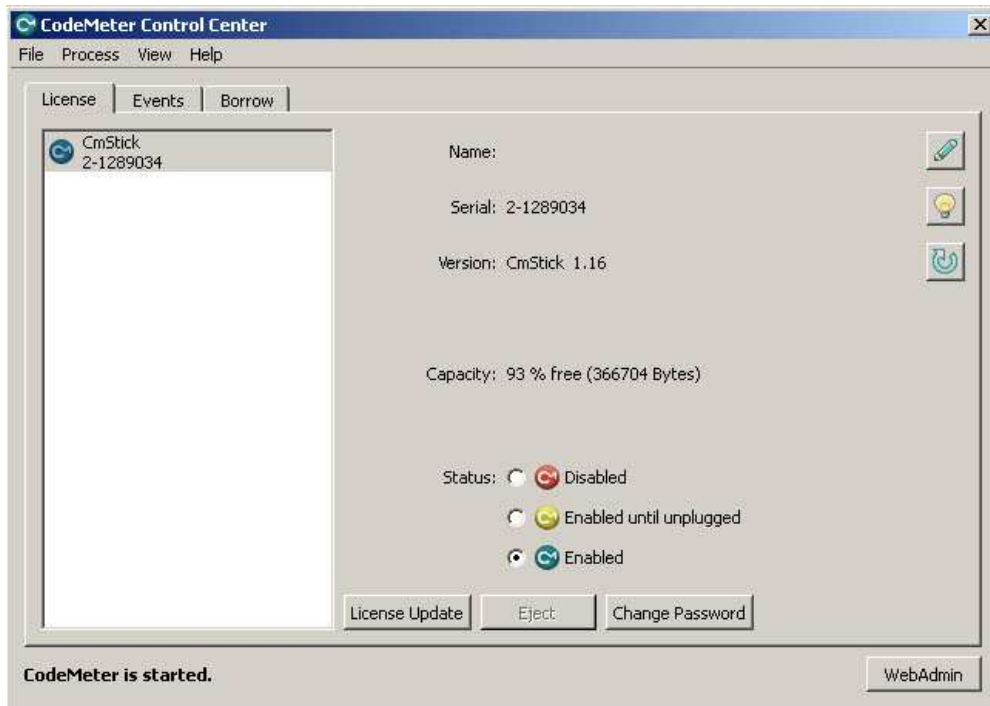 CodeMeter Control Center
File Process View Help
License Events Borrow
CmStick
2-1289034
Name:
Serial: 2-1289034
Version: CmStick 1.16
Capacity: 93 % free (366704 Bytes)
Status: Disabled
Enabled until unplugged
Enabled
License Update Eject Change Password
CodeMeter is started. WebAdmin